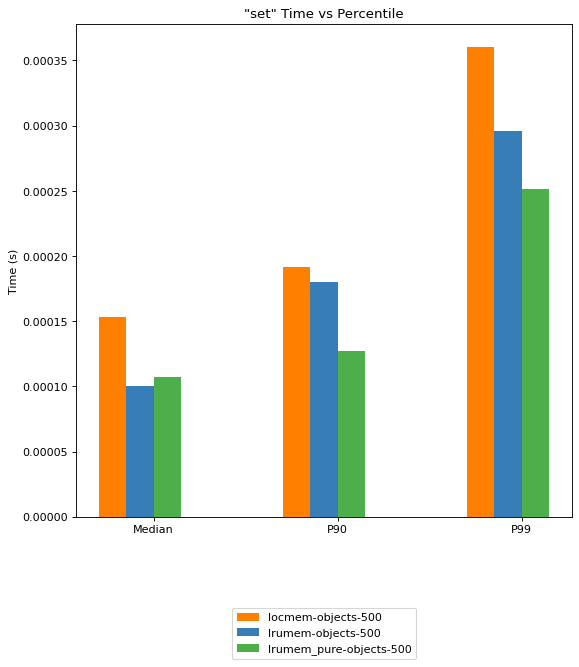 "set" Time vs Percentile
Time (s)
0.00035
0.00030
0.00025
0.00020
0.00015
0.00010
0.00005
0.00000
Median P90 P99
locmem-objects-500
lrumem-objects-500
lrumem_pure-objects-500